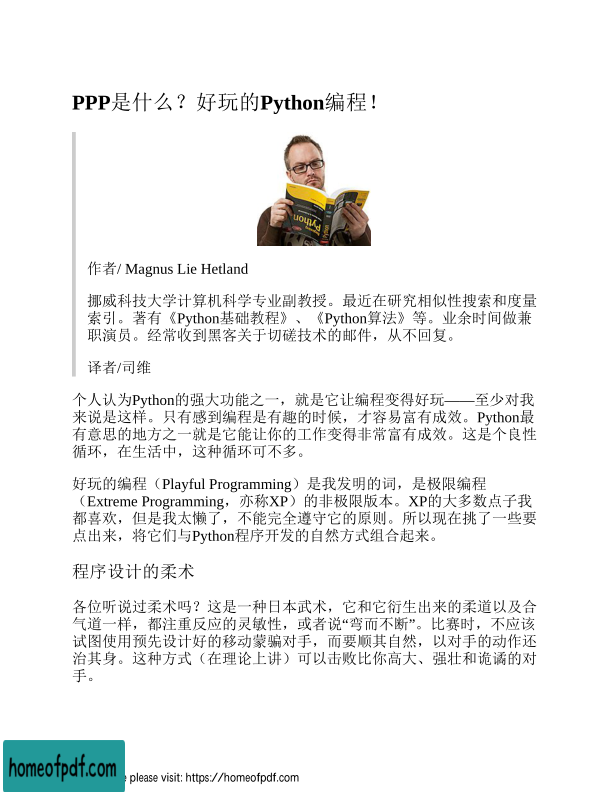 PPP是什么？好玩的Python编程！
Python
作者/ Magnus Lie Hetland
挪威科技大学计算机科学专业副教授。最近在研究相似性搜索和度量
索引。著有《Python基础教程》、《Python算法》等。业余时间做兼
职演员。经常收到黑客关于切磋技术的邮件，从不回复。
译者/司维
个人认为Python的强大功能之一，就是它让编程变得好玩——至少对我
来说是这样。只有感到编程是有趣的时候，才容易富有成效。Python最
有意思的地方之一就是它能让你的工作变得非常富有成效。这是个良性
循环，在生活中，这种循环可不多。
好玩的编程（Playful Programming）是我发明的词，是极限编程
（Extreme Programming，亦称XP）的非极限版本。XP的大多数点子我
都喜欢，但是我太懒了，不能完全遵守它的原则。所以现在挑了一些要
点出来，将它们与Python程序开发的自然方式组合起来。
程序设计的柔术
各位听说过柔术吗？这是一种日本武术，它和它衍生出来的柔道以及合
气道一样，都注重反应的灵敏性，或者说“弯而不断”。比赛时，不应该
试图使用预先设计好的移动蒙骗对手，而要顺其自然，以对手的动作还
治其身。这种方式（在理论上讲）可以击败比你高大、强壮和诡谲的对
手。
homeofpdf.com
e please visit: https://homeofpdf.com